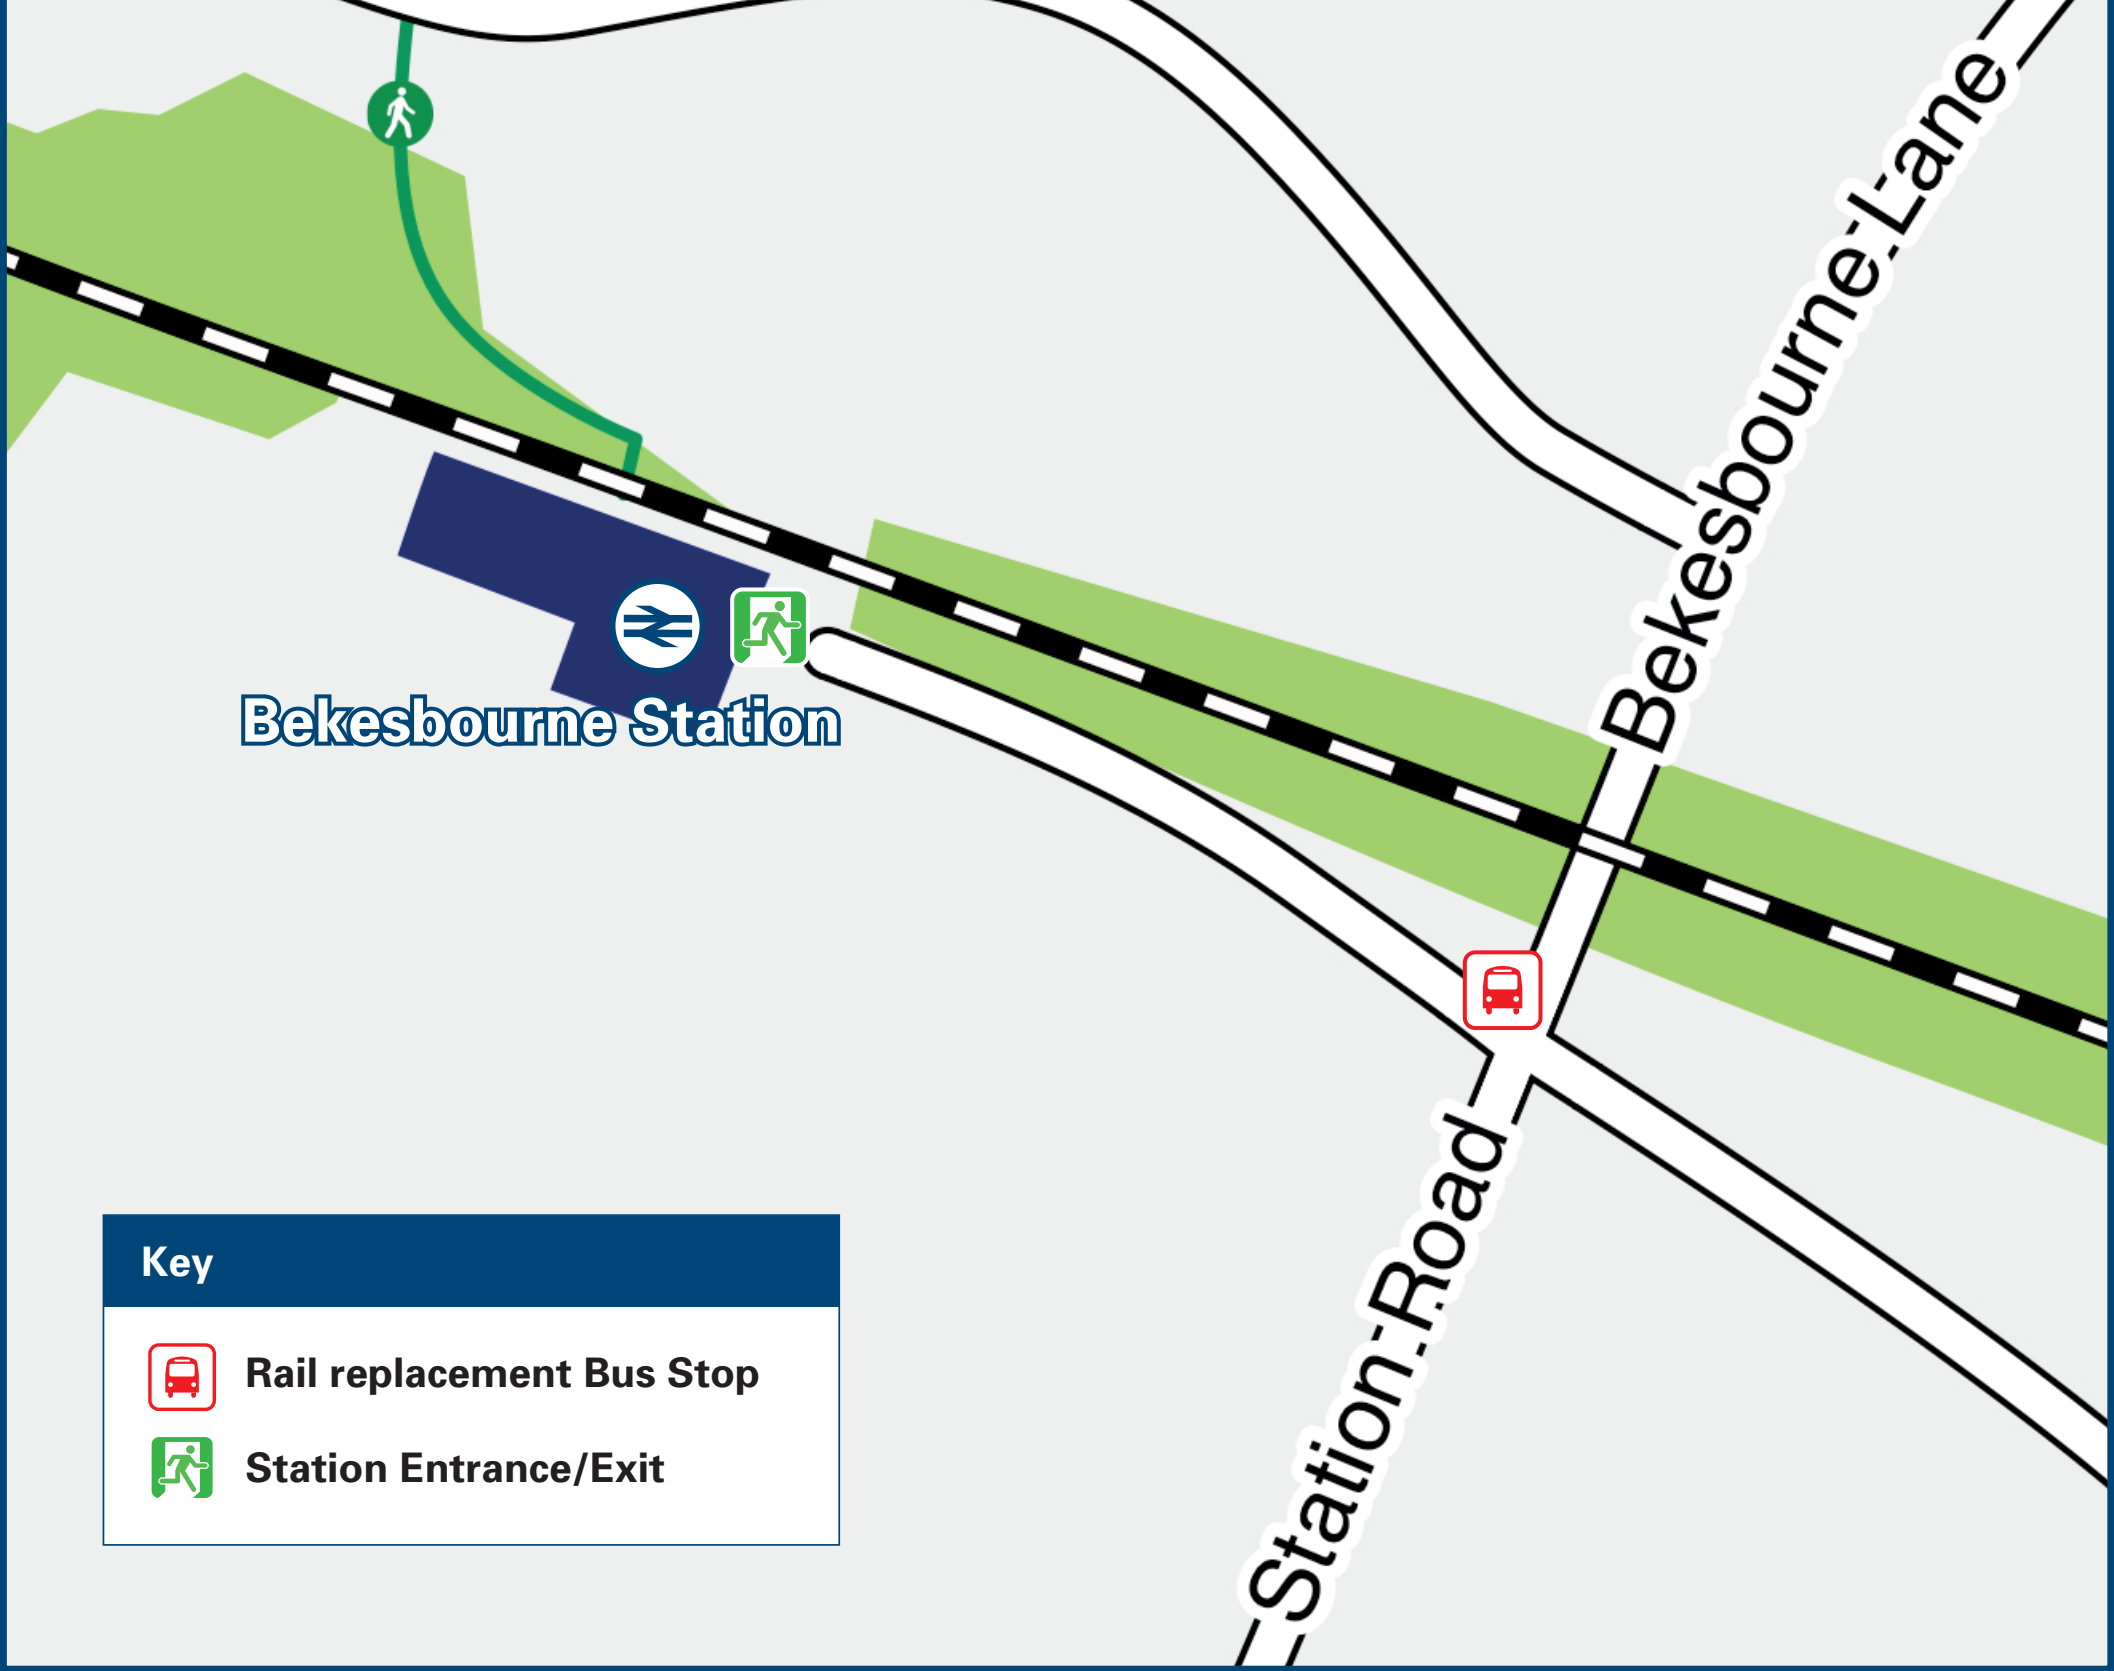 Bekesbourne Lane
Bekesbourne Station
Station Road
Key
Rail replacement Bus Stop
Station Entrance/Exit